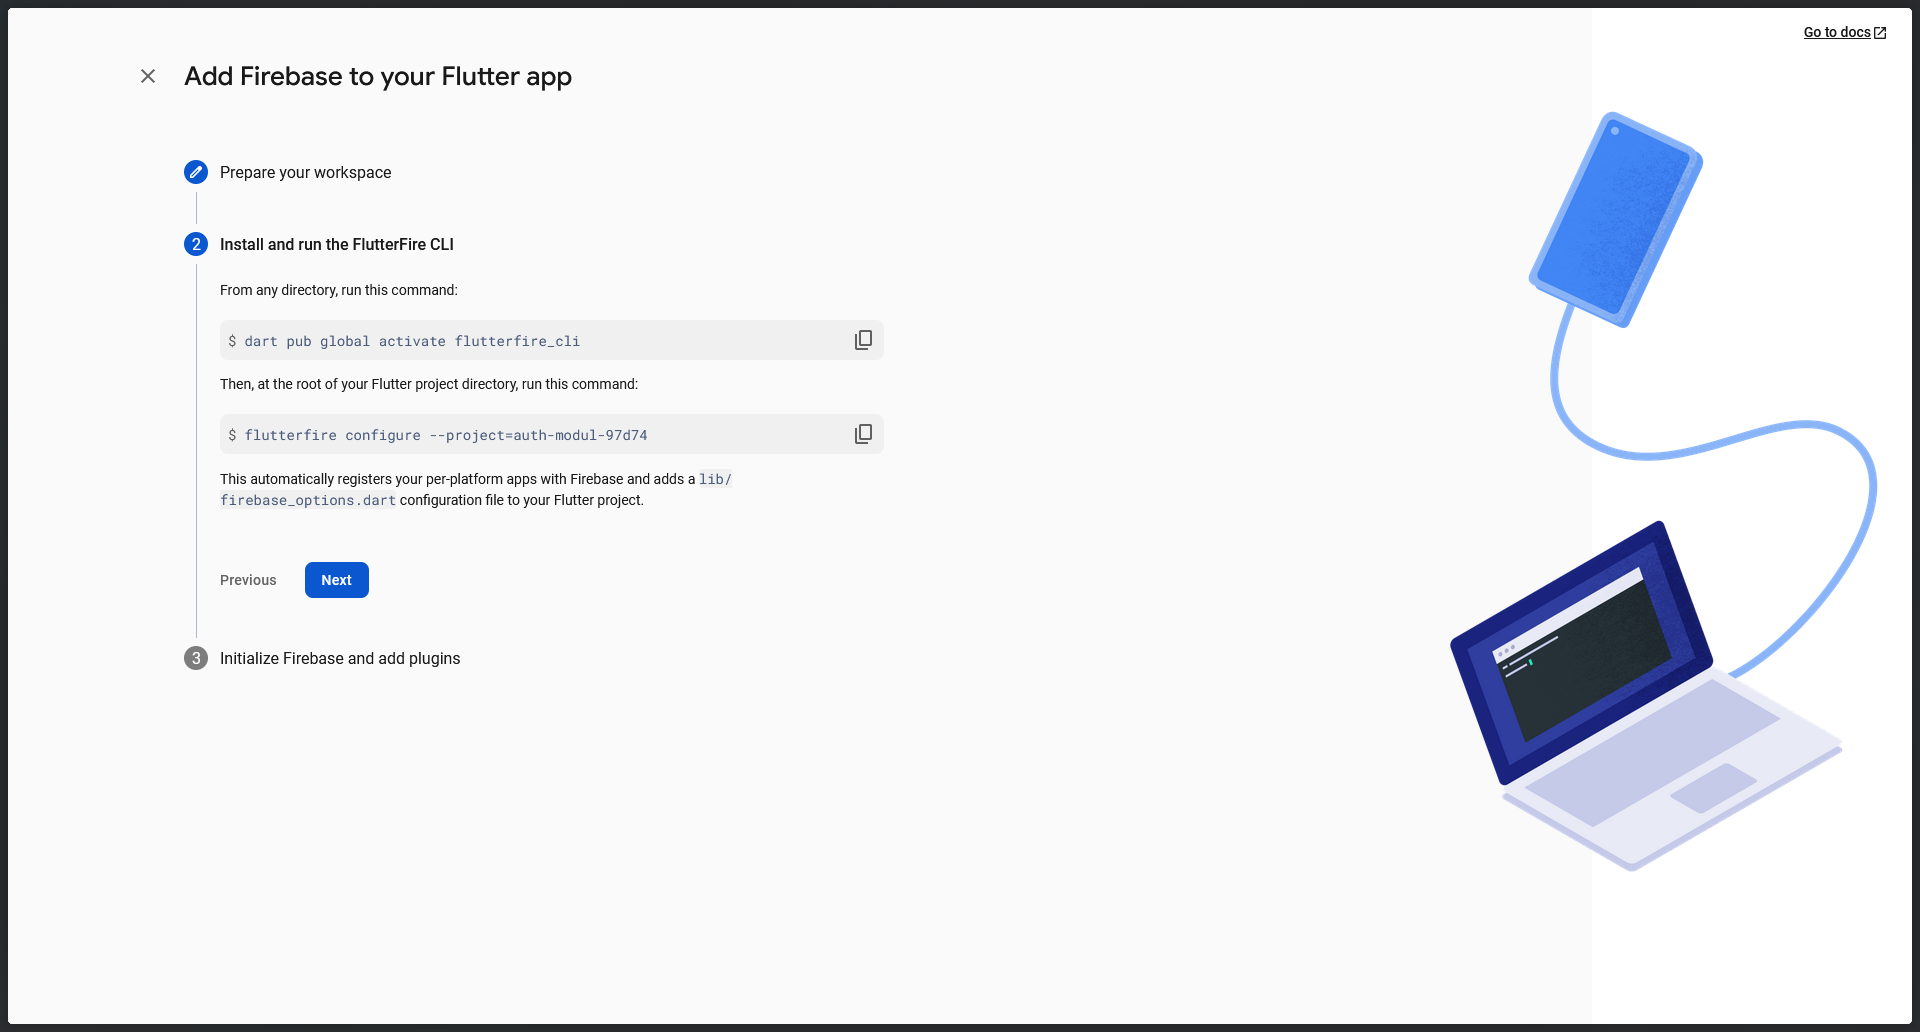 Go to docs
Add Firebase to your Flutter app
Prepare your workspace
2 Install and run the FlutterFire CLI
From any directory, run this command:
$ dart pub global activate flutterfire_cli
Then, at the root of your Flutter project directory, run this command:
$ flutterfire configure --project=auth-modul-97d74
This automatically registers your per-platform apps with Firebase and adds a lib/
firebase_options.dart configuration file to your Flutter project.
Previous Next
3 Initialize Firebase and add plugins